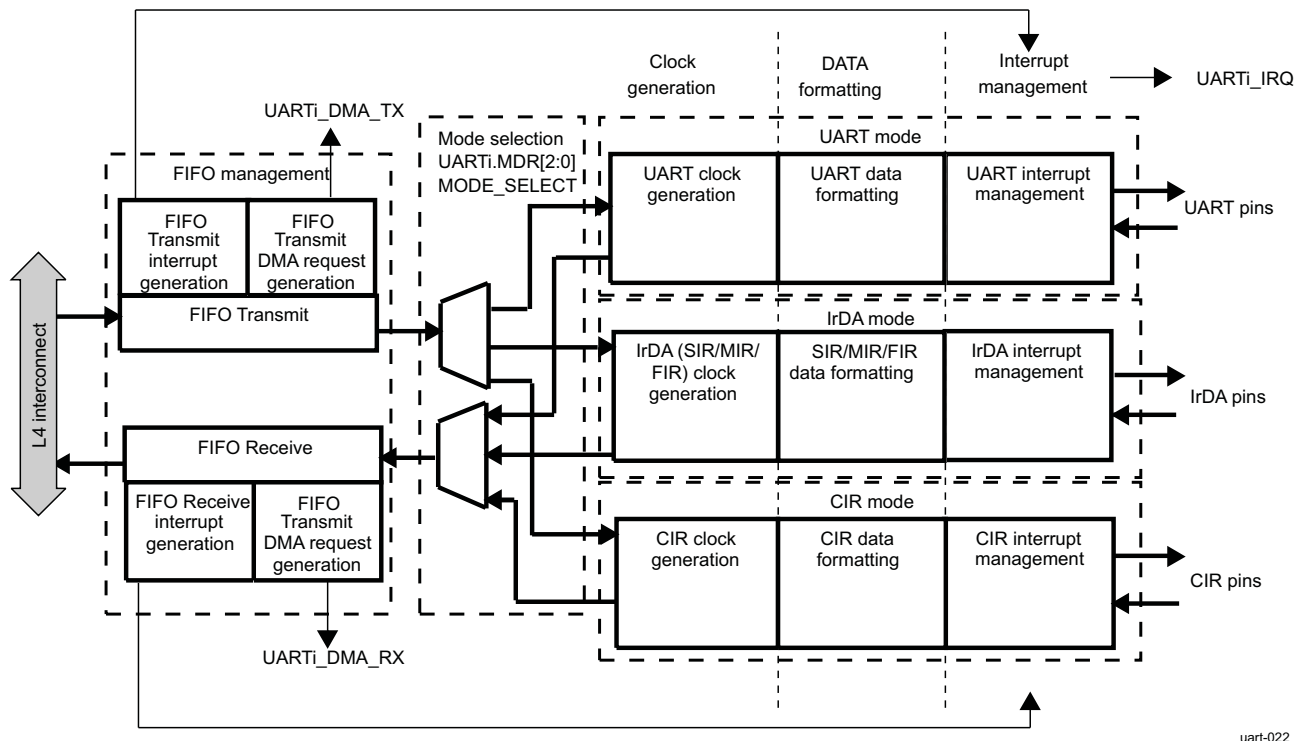 Clock
generation
DATA
formatting
Interrupt
management
UARTi_IRQ
UARTi_DMA_TX
Mode selection
UARTi.MDR[2:0]
MODE_SELECT
UART mode
FIFO management
UART clock
generation
UART data
formatting
UART interrupt
management
UART pins
FIFO
Transmit
interrupt
generation
FIFO
Transmit
DMA request
generation
FIFO Transmit
L4 interconnect
IrDA mode
IrDA (SIR/MIR/
FIR) clock
generation
SIR/MIR/FIR
data formatting
IrDA interrupt
management
IrDA pins
FIFO Receive
FIFO Receive
interrupt
generation
FIFO
Transmit
DMA request
generation
CIR mode
CIR clock
generation
CIR data
formatting
CIR interrupt
management
CIR pins
UARTi_DMA_RX
uart-022